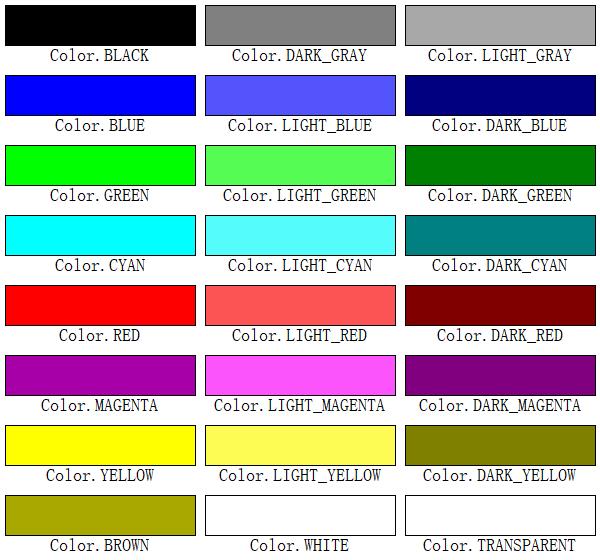 Color.BLACK Color.DARK_GRAY Color.LIGHT_GRAY
Color.BLUE Color.LIGHT_BLUE Color.DARK_BLUE
Color.GREEN Color.LIGHT_GREEN Color.DARK_GREEN
Color.CYAN Color.LIGHT_CYAN Color.DARK_CYAN
Color.RED Color.LIGHT_RED Color.DARK_RED
Color.MAGENTA Color.LIGHT_MAGENTA Color.DARK_MAGENTA
Color.YELLOW Color.LIGHT_YELLOW Color.DARK_YELLOW
Color.BROWN Color.WHITE Color.TRANSPARENT